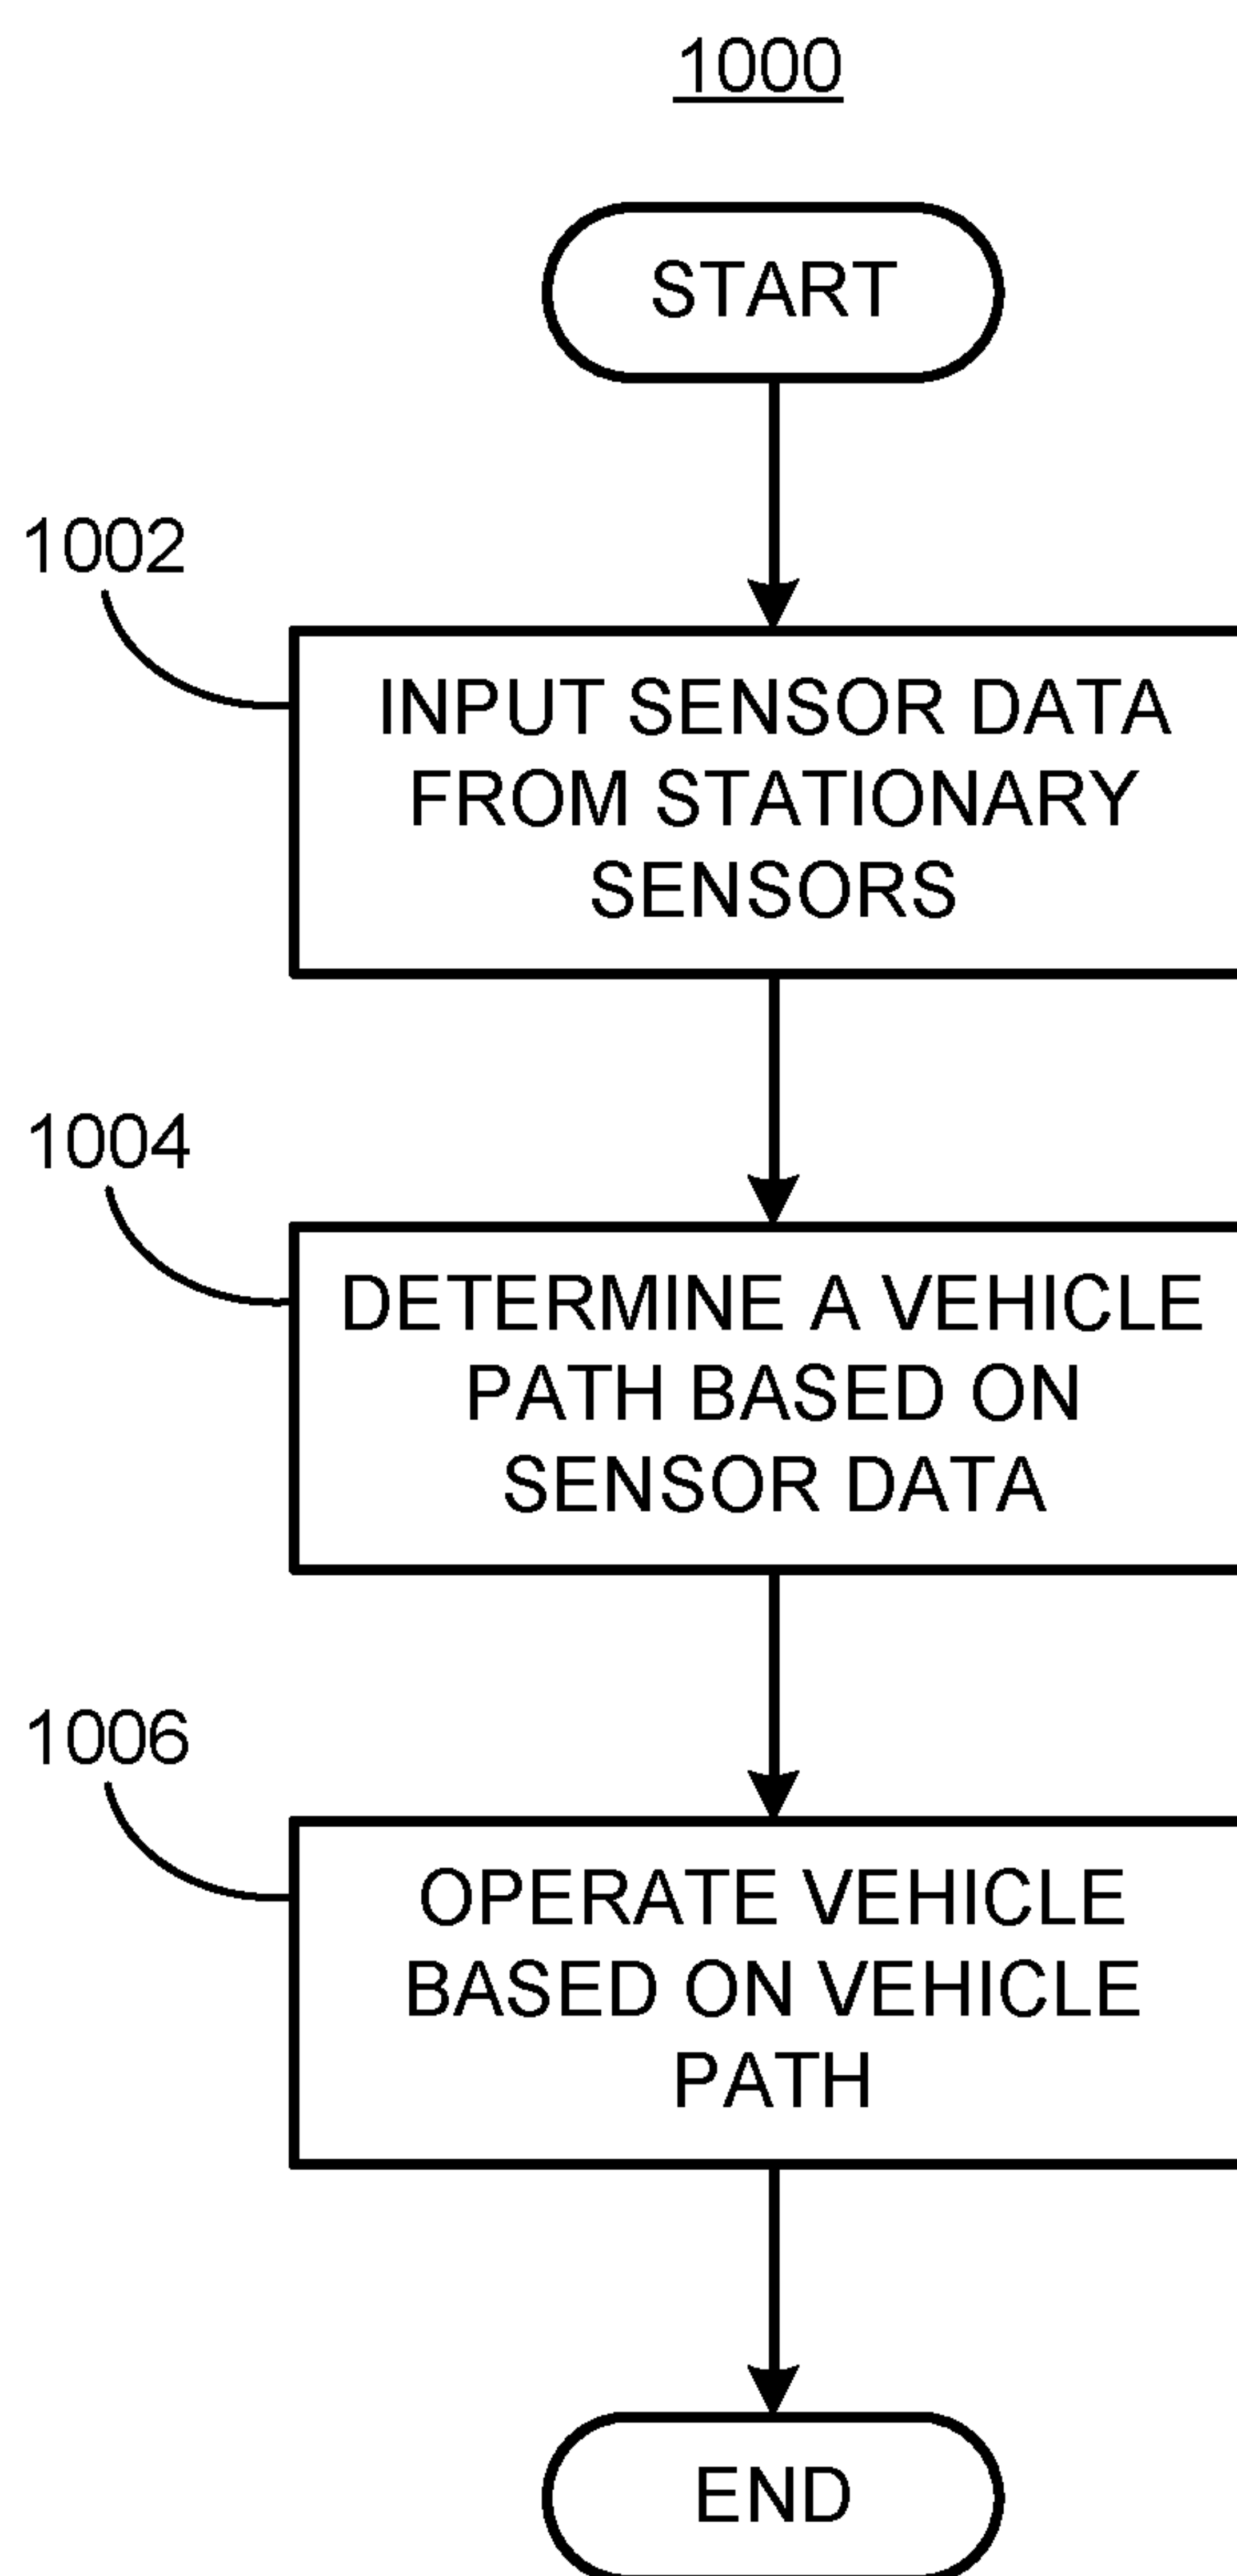 1000
START
1002
INPUT SENSOR DATA
FROM STATIONARY
SENSORS
1004
DETERMINE A VEHICLE
PATH BASED ON
SENSOR DATA
1006
OPERATE VEHICLE
BASED ON VEHICLE
PATH
END